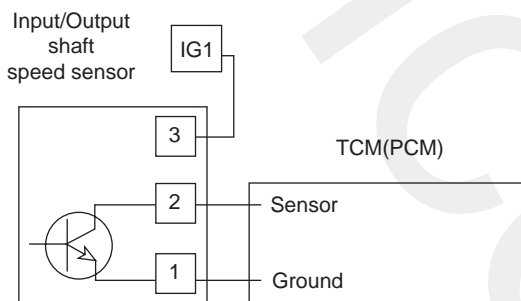 Input/Output
shaft
speed sensor
IG1
3
TCM(PCM)
2
Sensor
1
Ground